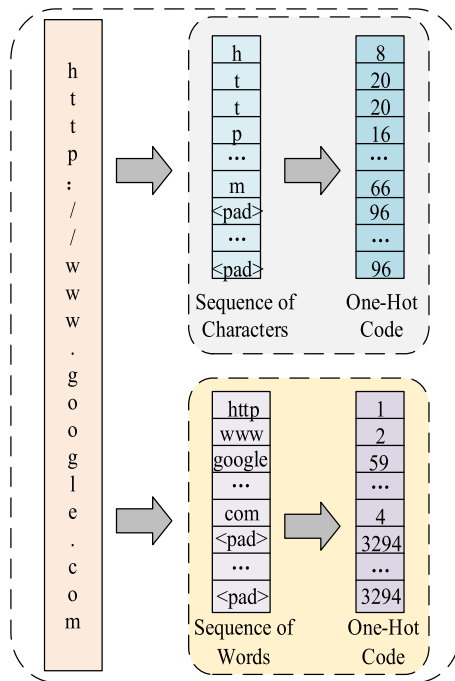 h
t
t
p
:
/
/
w
w
w
.
g
o
o
g
l
e
.
c
o
m
h
t
t
p
...
m
<pad>
...
<pad>
Sequence of
Characters
8
20
20
16
...
66
96
...
96
One-Hot
Code
http
www
google
...
com
<pad>
...
<pad>
Sequence of
Words
1
2
59
...
4
3294
...
3294
One-Hot
Code